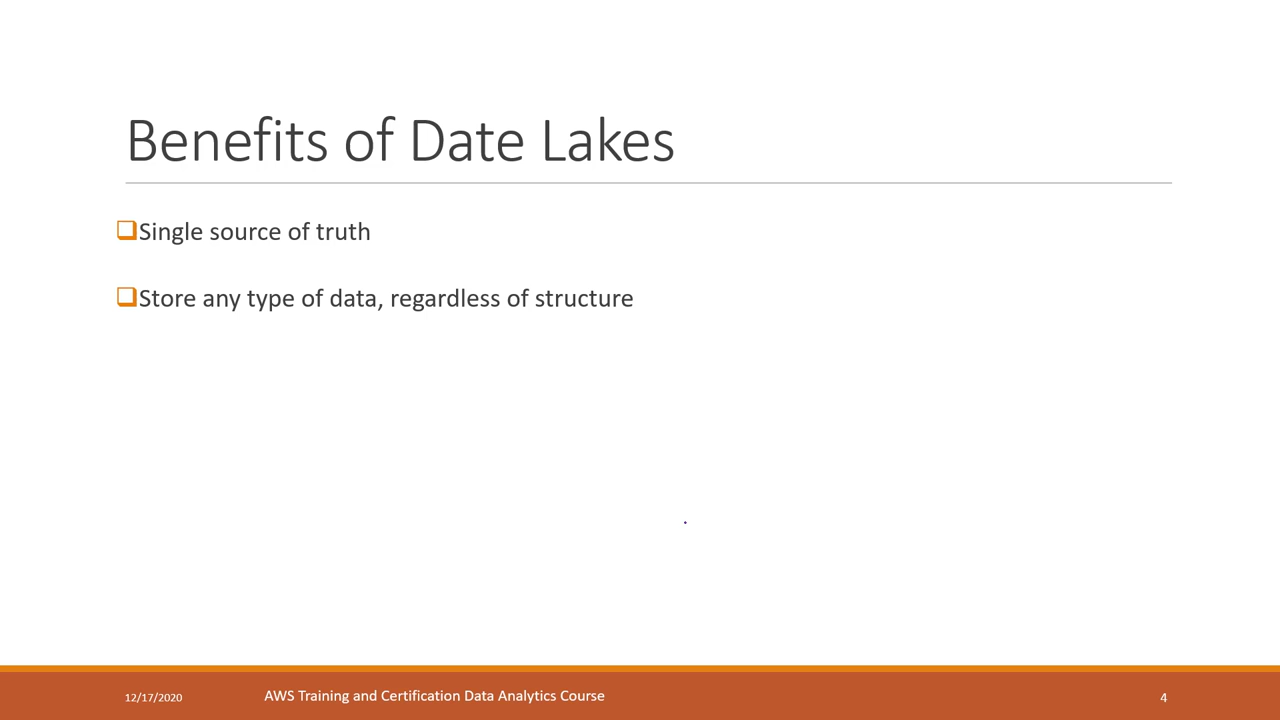 Benefits of Date Lakes
Single source of truth
Store any type of data, regardless of structure
12/17/2020
AWS Training and Certification Data Analytics Course
4